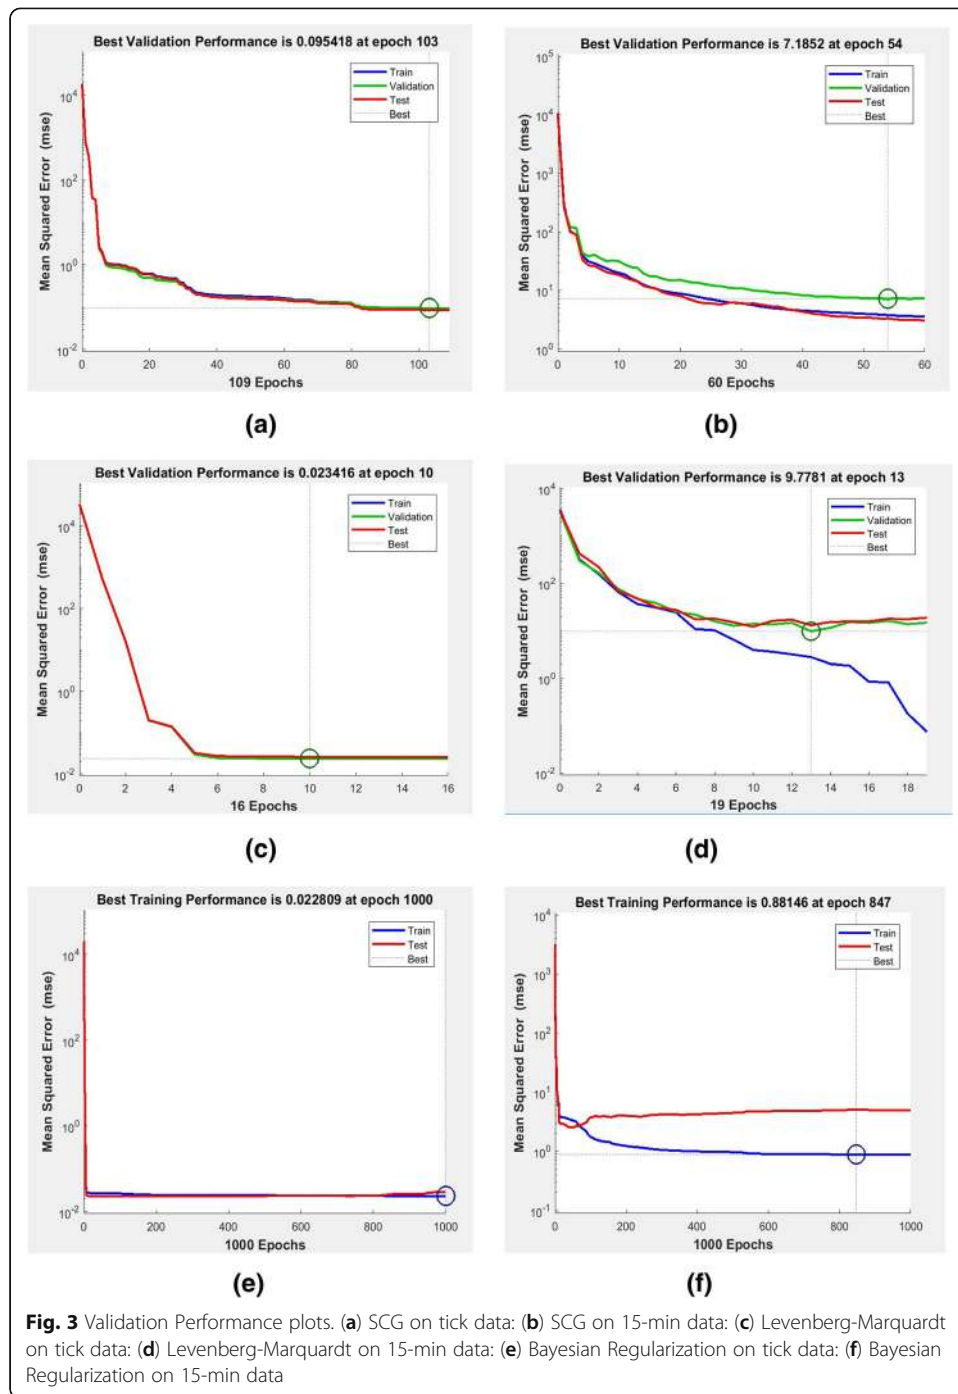 Best Validation Performance is 0.095418 at epoch 103
Mean Squared Error (mse)
10^4
10^2
10^0
10^-2
Train
Validation
Test
Best
0 20 40 60 80 100
109 Epochs
(a)
Best Validation Performance is 7.1852 at epoch 54
Mean Squared Error (mse)
10^5
10^4
10^3
10^2
10^1
10^0
Train
Validation
Test
Best
0 10 20 30 40 50 60
60 Epochs
(b)
Best Validation Performance is 0.023416 at epoch 10
Mean Squared Error (mse)
10^4
10^2
10^0
10^-2
Train
Validation
Test
Best
0 2 4 6 8 10 12 14 16
16 Epochs
(c)
Best Validation Performance is 9.7781 at epoch 13
Mean Squared Error (mse)
10^4
10^2
10^0
10^-2
Train
Validation
Test
Best
0 2 4 6 8 10 12 14 16 18
19 Epochs
(d)
Best Training Performance is 0.022809 at epoch 1000
Mean Squared Error (mse)
10^4
10^2
10^0
10^-2
Train
Test
Best
0 200 400 600 800 1000
1000 Epochs
(e)
Best Training Performance is 0.88146 at epoch 847
Mean Squared Error (mse)
10^4
10^3
10^2
10^1
10^0
10^-1
Train
Test
Best
0 200 400 600 800 1000
1000 Epochs
(f)
Fig. 3 Validation Performance plots. (a) SCG on tick data: (b) SCG on 15-min data: (c) Levenberg-Marquardt
on tick data: (d) Levenberg-Marquardt on 15-min data: (e) Bayesian Regularization on tick data: (f) Bayesian
Regularization on 15-min data